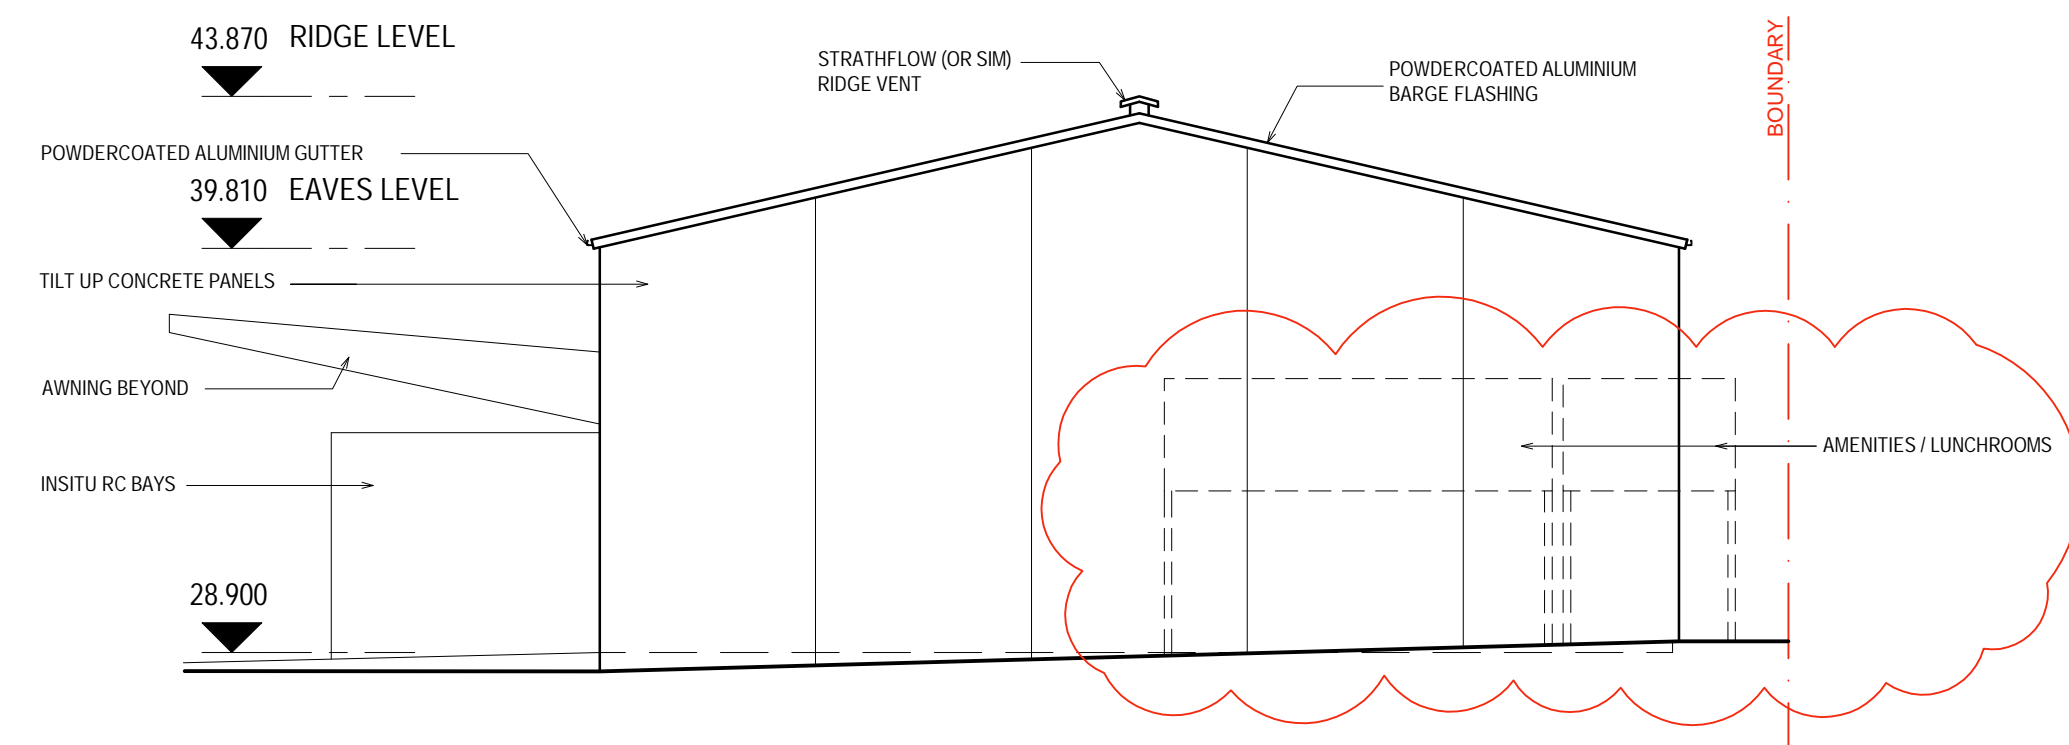 43.870 RIDGE LEVEL
STRATHFLOW (OR SIM)
RIDGE VENT
POWDERCOATED ALUMINIUM
BARGE FLASHING
BOUNDARY
POWDERCOATED ALUMINIUM GUTTER
39.810 EAVES LEVEL
TILT UP CONCRETE PANELS
AWNING BEYOND
AMENITIES / LUNCHROOMS
INSITU RC BAYS
28.900